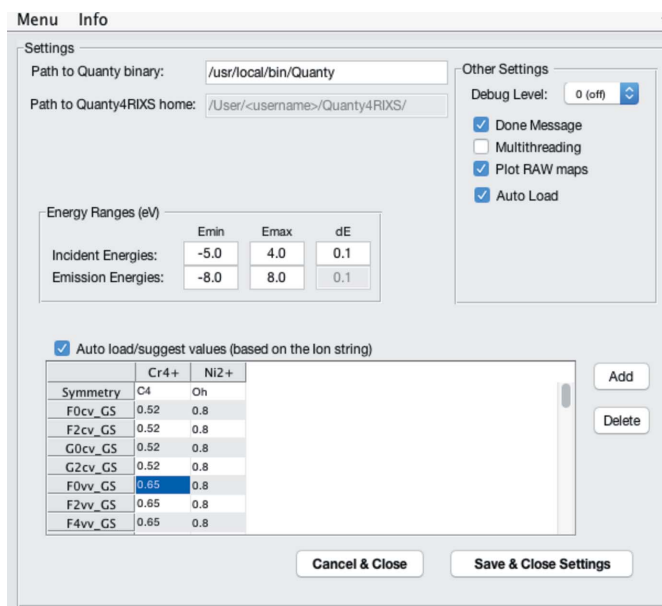 Menu Info
Settings
Path to Quanty binary: /usr/local/bin/Quanty
Path to Quanty4RIXS home: /User/<username>/Quanty4RIXS/
Other Settings
Debug Level: 0 (off)
Done Message
Multithreading
Plot RAW maps
Auto Load
Energy Ranges (eV)
Emin Emax dE
Incident Energies: -5.0 4.0 0.1
Emission Energies: -8.0 8.0 0.1
Auto load/suggest values (based on the Ion string)
Cr4+ Ni2+
Symmetry C4 Oh
F0cv_GS 0.52 0.8
F2cv_GS 0.52 0.8
G0cv_GS 0.52 0.8
G2cv_GS 0.52 0.8
F0vv_GS 0.65 0.8
F2vv_GS 0.65 0.8
F4vv_GS 0.65 0.8
Add
Delete
Cancel & Close Save & Close Settings